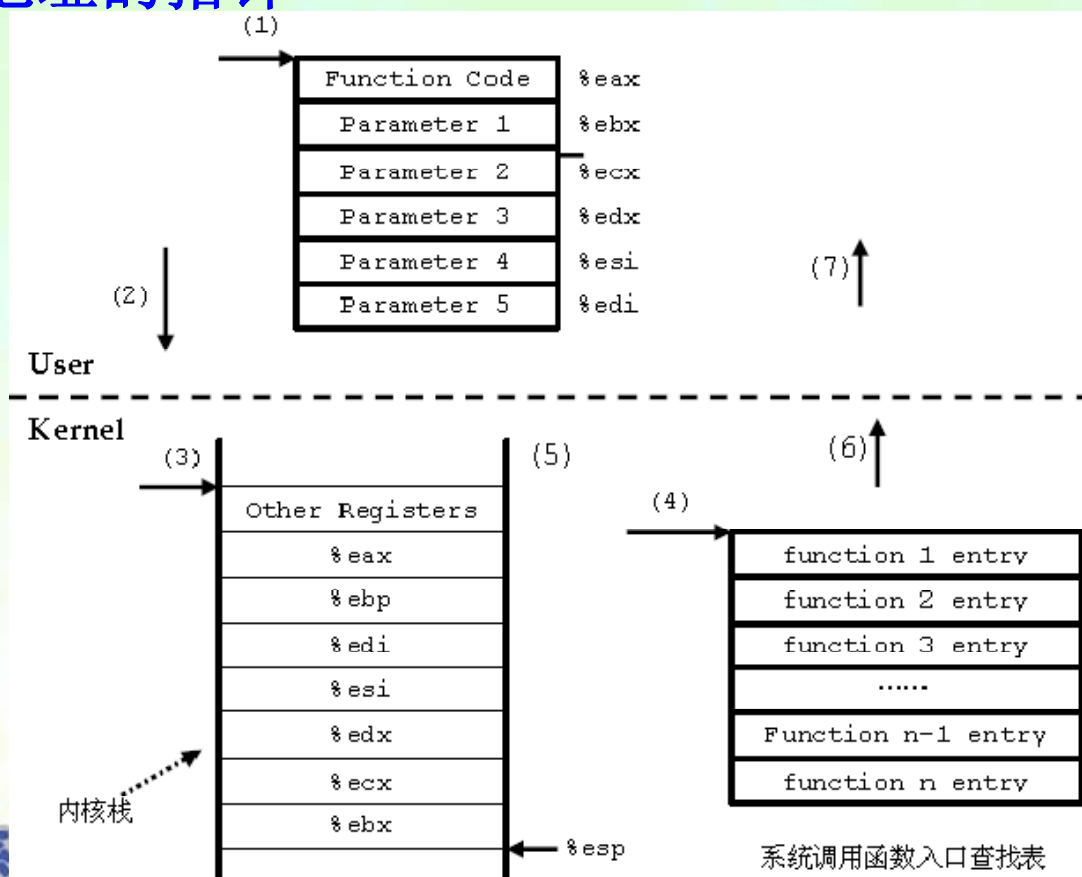 (1)
Function Code %eax
Parameter 1 %ebx
Parameter 2 %ecx
Parameter 3 %edx
Parameter 4 %esi
Parameter 5 %edi
(2)
(7)
User
Kernel
(3)
(5)
(6)
Other Registers
%eax
%ebp
%edi
%esi
%edx
%ecx
%ebx
%esp
内核栈
(4)
function 1 entry
function 2 entry
function 3 entry
······
Function n-1 entry
function n entry
系统调用函数入口查找表